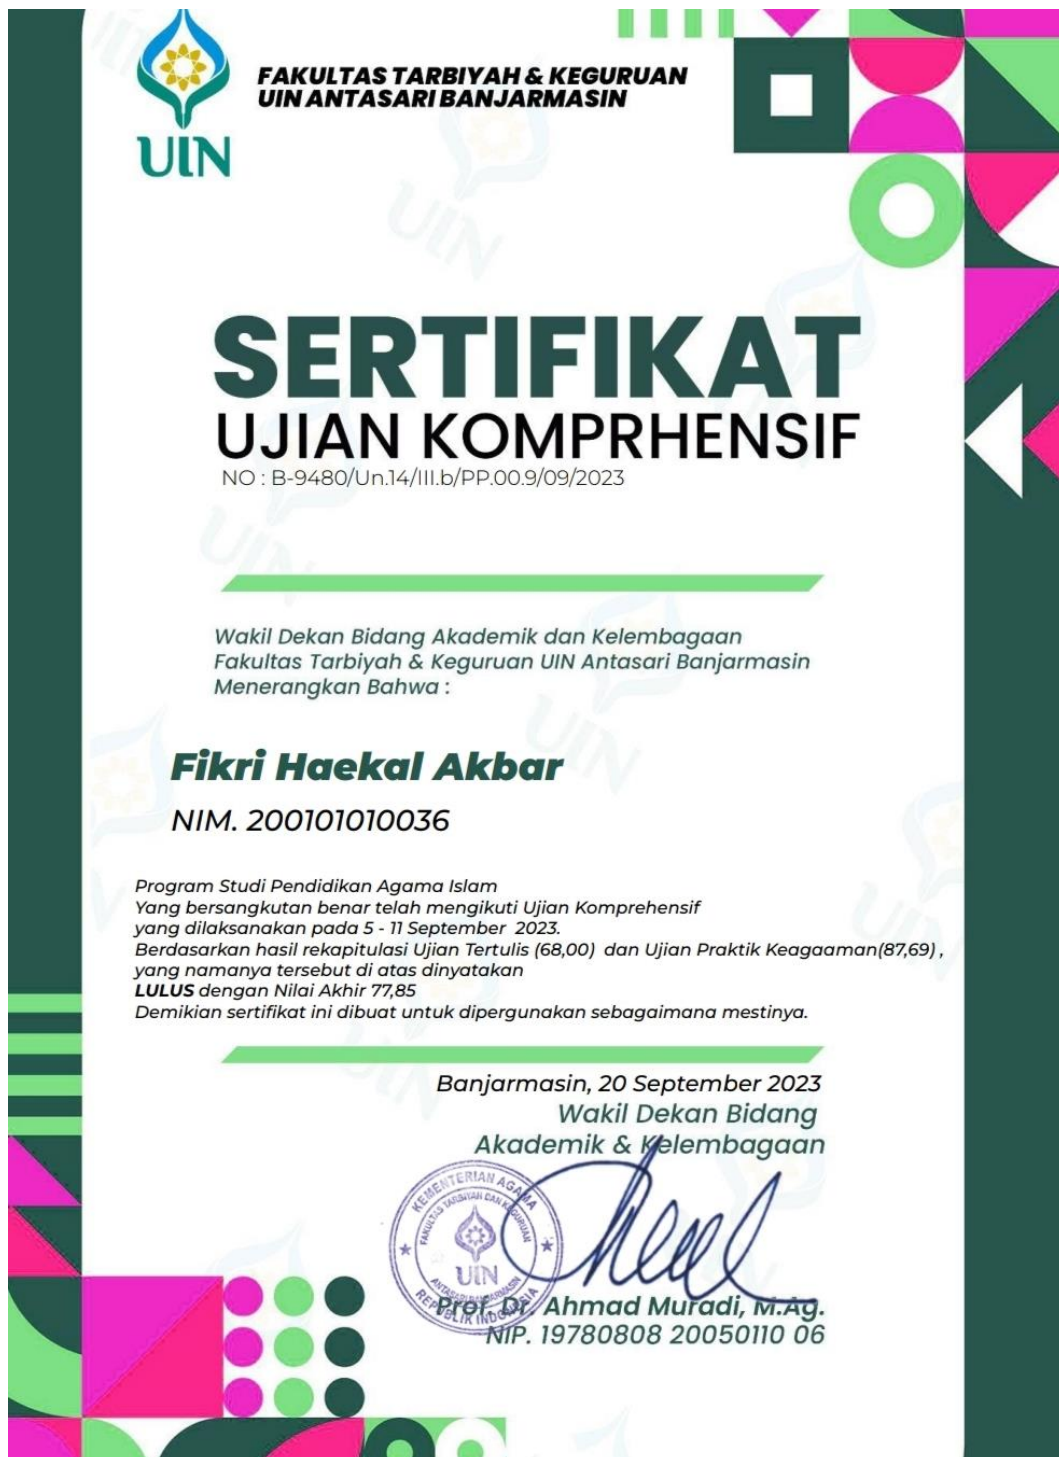 UIN
FAKULTAS TARBIYAH & KEGURUAN
UIN ANTASARI BANJARMASIN
SERTIFIKAT
UJIAN KOMPRHENSIF
NO : B-9480/Un.14/III.b/PP.00.9/09/2023
Wakil Dekan Bidang Akademik dan Kelembagaan
Fakultas Tarbiyah & Keguruan UIN Antasari Banjarmasin
Menerangkan Bahwa :
Fikri Haekal Akbar
NIM. 200101010036
Program Studi Pendidikan Agama Islam
Yang bersangkutan benar telah mengikuti Ujian Komprehensif
yang dilaksanakan pada 5 - 11 September 2023.
Berdasarkan hasil rekapitulasi Ujian Tertulis (68,00) dan Ujian Praktik Keagaaman(87,69) ,
yang namanya tersebut di atas dinyatakan
LULUS dengan Nilai Akhir 77,85
Demikian sertifikat ini dibuat untuk dipergunakan sebagaimana mestinya.
Banjarmasin, 20 September 2023
Wakil Dekan Bidang
Akademik & Kelembagaan
KEMENTERIAN AGAMA
FAKULTAS TARBIYAH DAN KEGURUAN
UIN
ANTASARI BANJARMASIN
REPUBLIK INDONESIA
Prof. Dr. Ahmad Muradi, M.Ag.
NIP. 19780808 20050110 06